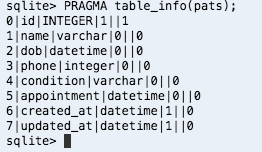 sqlite> PRAGMA table_info(pats);
0|id|INTEGER|1||1
1|name|varchar|0||0
2|dob|datetime|0||0
3|phone|integer|0||0
4|condition|varchar|0||0
5|appointment|datetime|0||0
6|created_at|datetime|1||0
7|updated_at|datetime|1||0
sqlite>